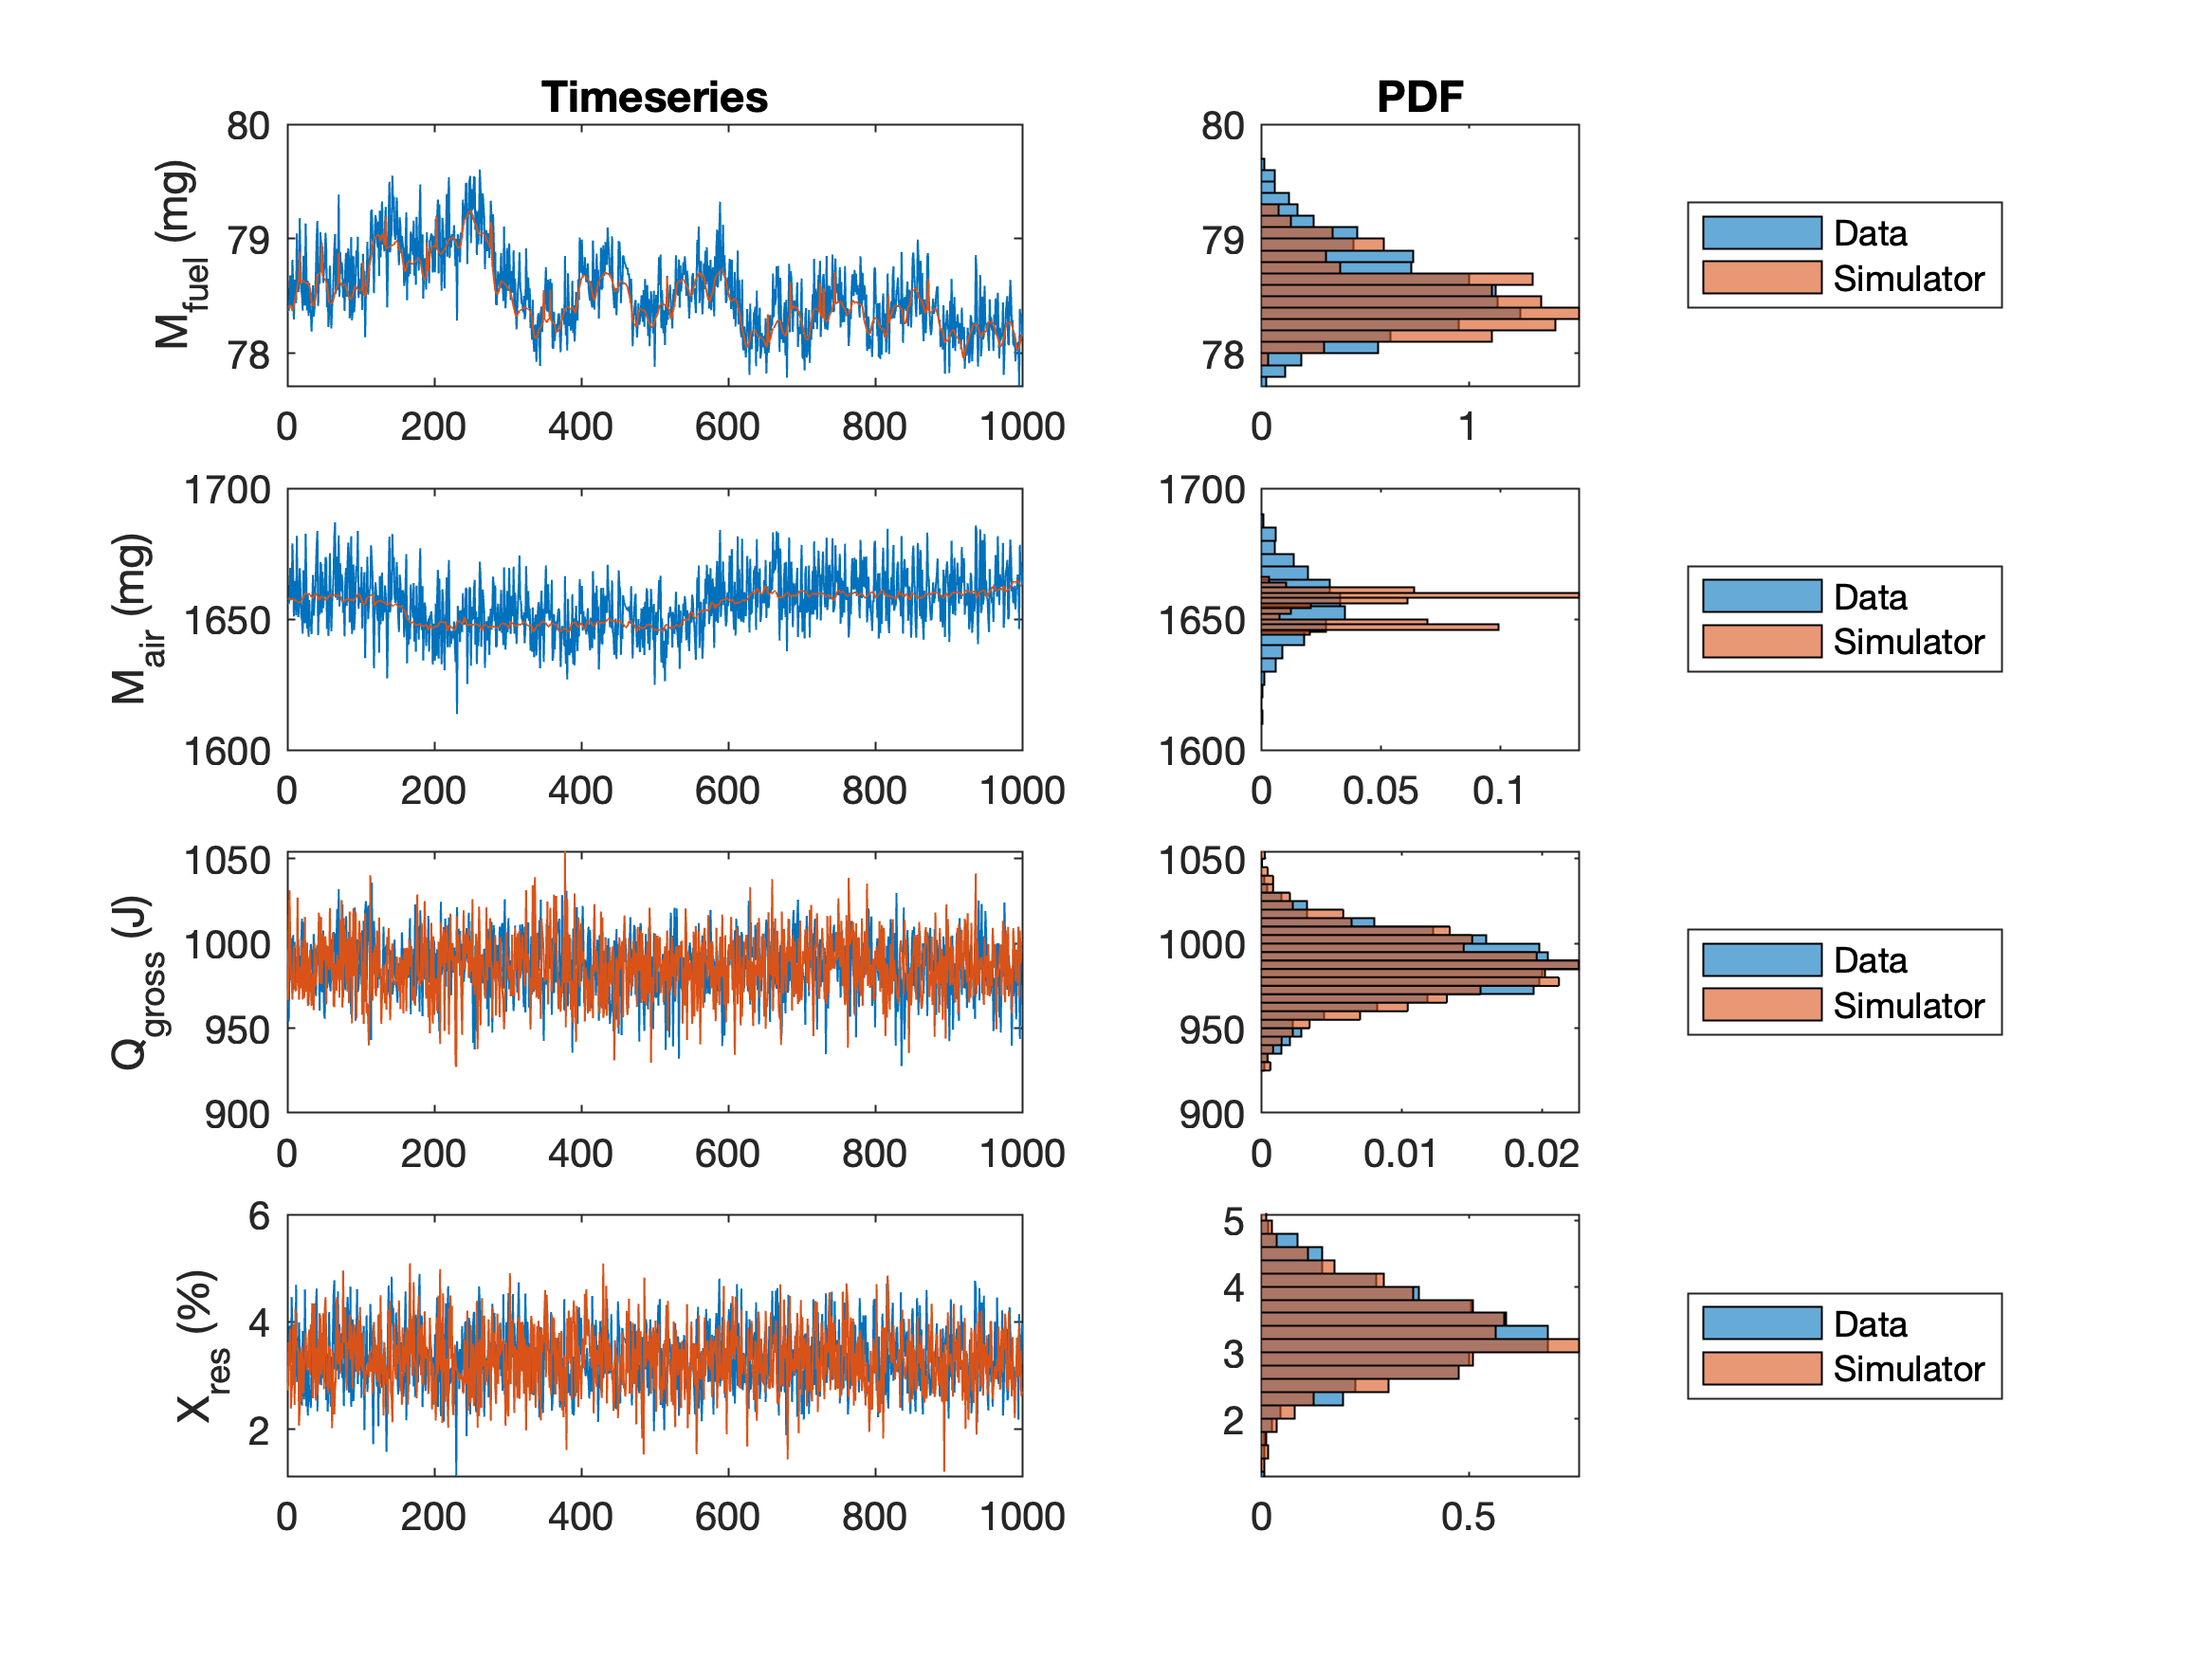 Timeseries
PDF
80
79
78
M_fuel (mg)
0 200 400 600 800 1000
80
79
78
0 1
Data
Simulator
1700
1650
1600
M_air (mg)
0 200 400 600 800 1000
1700
1650
1600
0 0.05 0.1
Data
Simulator
1050
1000
950
900
Q_gross (J)
0 200 400 600 800 1000
1050
1000
950
900
0 0.01 0.02
Data
Simulator
6
4
2
X_res (%)
0 200 400 600 800 1000
5
4
3
2
0 0.5
Data
Simulator